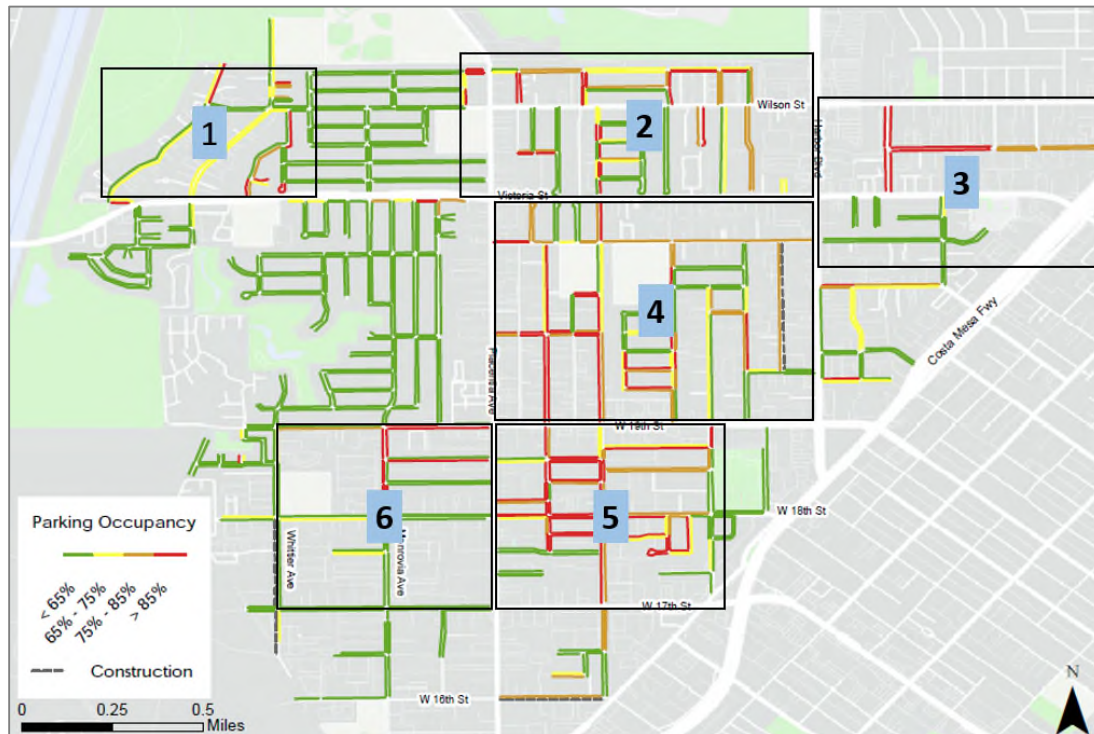 1
2
3
4
5
6
Wilson St
Harbor Blvd
Victoria St
Placentia Ave
Costa Mesa Fwy
W 19th St
W 18th St
Whittier Ave
Monrovia Ave
W 17th St
W 16th St
Parking Occupancy
< 65%
65% - 75%
75% - 85%
> 85%
Construction
0 0.25 0.5
Miles
N